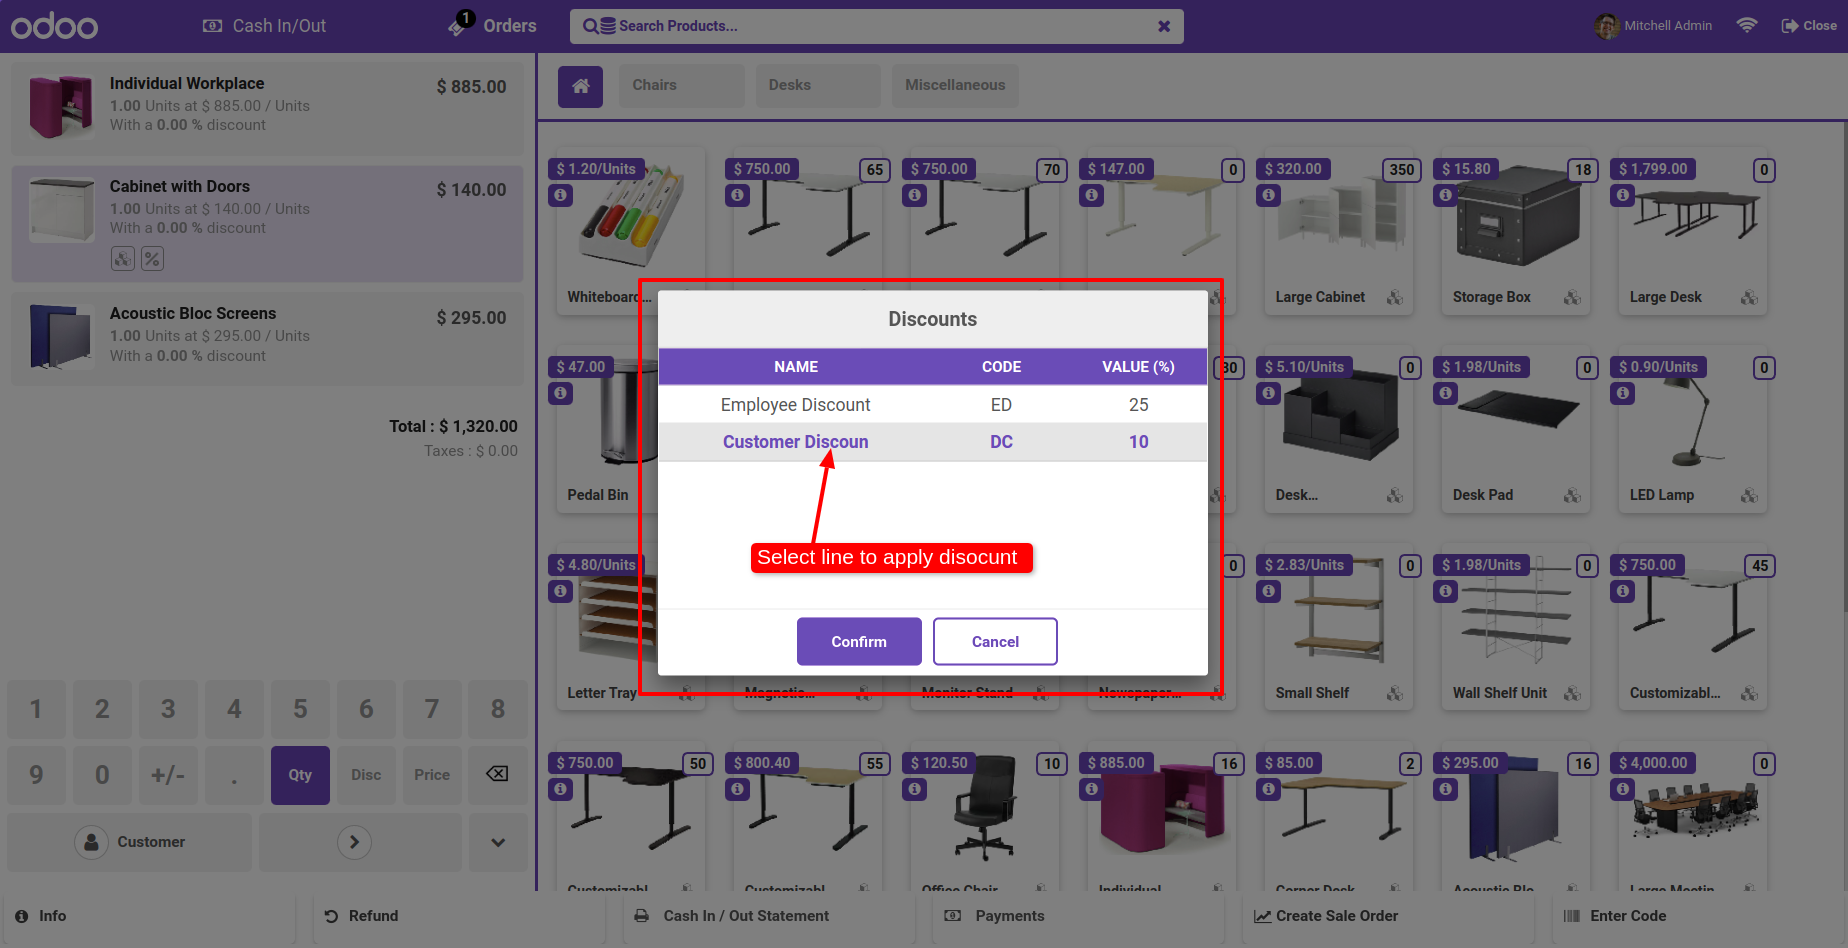 odoo
Cash In/Out
1
Orders
Search Products...
Mitchell Admin
Close
Individual Workplace
$ 885.00
1.00 Units at $ 885.00 / Units
With a 0.00 % discount
Cabinet with Doors
$ 140.00
1.00 Units at $ 140.00 / Units
With a 0.00 % discount
Acoustic Bloc Screens
$ 295.00
1.00 Units at $ 295.00 / Units
With a 0.00 % discount
Total : $ 1,320.00
Taxes : $ 0.00
1 2 3 4 5 6 7 8
9 0 +/- . Qty Disc Price
Customer
Chairs
Desks
Miscellaneous
$ 1.20/Units
$ 750.00 65
$ 750.00 70
$ 147.00 0
$ 320.00 350
$ 15.80 18
$ 1,799.00 0
Whiteboard...
Large Cabinet
Storage Box
Large Desk
$ 47.00
$ 5.10/Units 0
$ 1.98/Units 0
$ 0.90/Units 0
Pedal Bin
Desk...
Desk Pad
LED Lamp
Discounts
NAME CODE VALUE (%)
Employee Discount ED 25
Customer Discoun DC 10
Select line to apply disocunt
Confirm
Cancel
$ 4.80/Units
0
$ 2.83/Units 0
$ 1.98/Units 0
$ 750.00 45
Letter Tray
Magnetic...
Monitor Stand
Newspaper...
Small Shelf
Wall Shelf Unit
Customizabl...
$ 750.00 50
$ 800.40 55
$ 120.50 10
$ 885.00 16
$ 85.00 2
$ 295.00 16
$ 4,000.00 0
Customizabl
Customizabl
Office Chair
Individual
Corner Desk
Acoustic Blo
Large Meetin
Info
Refund
Cash In / Out Statement
Payments
Create Sale Order
Enter Code